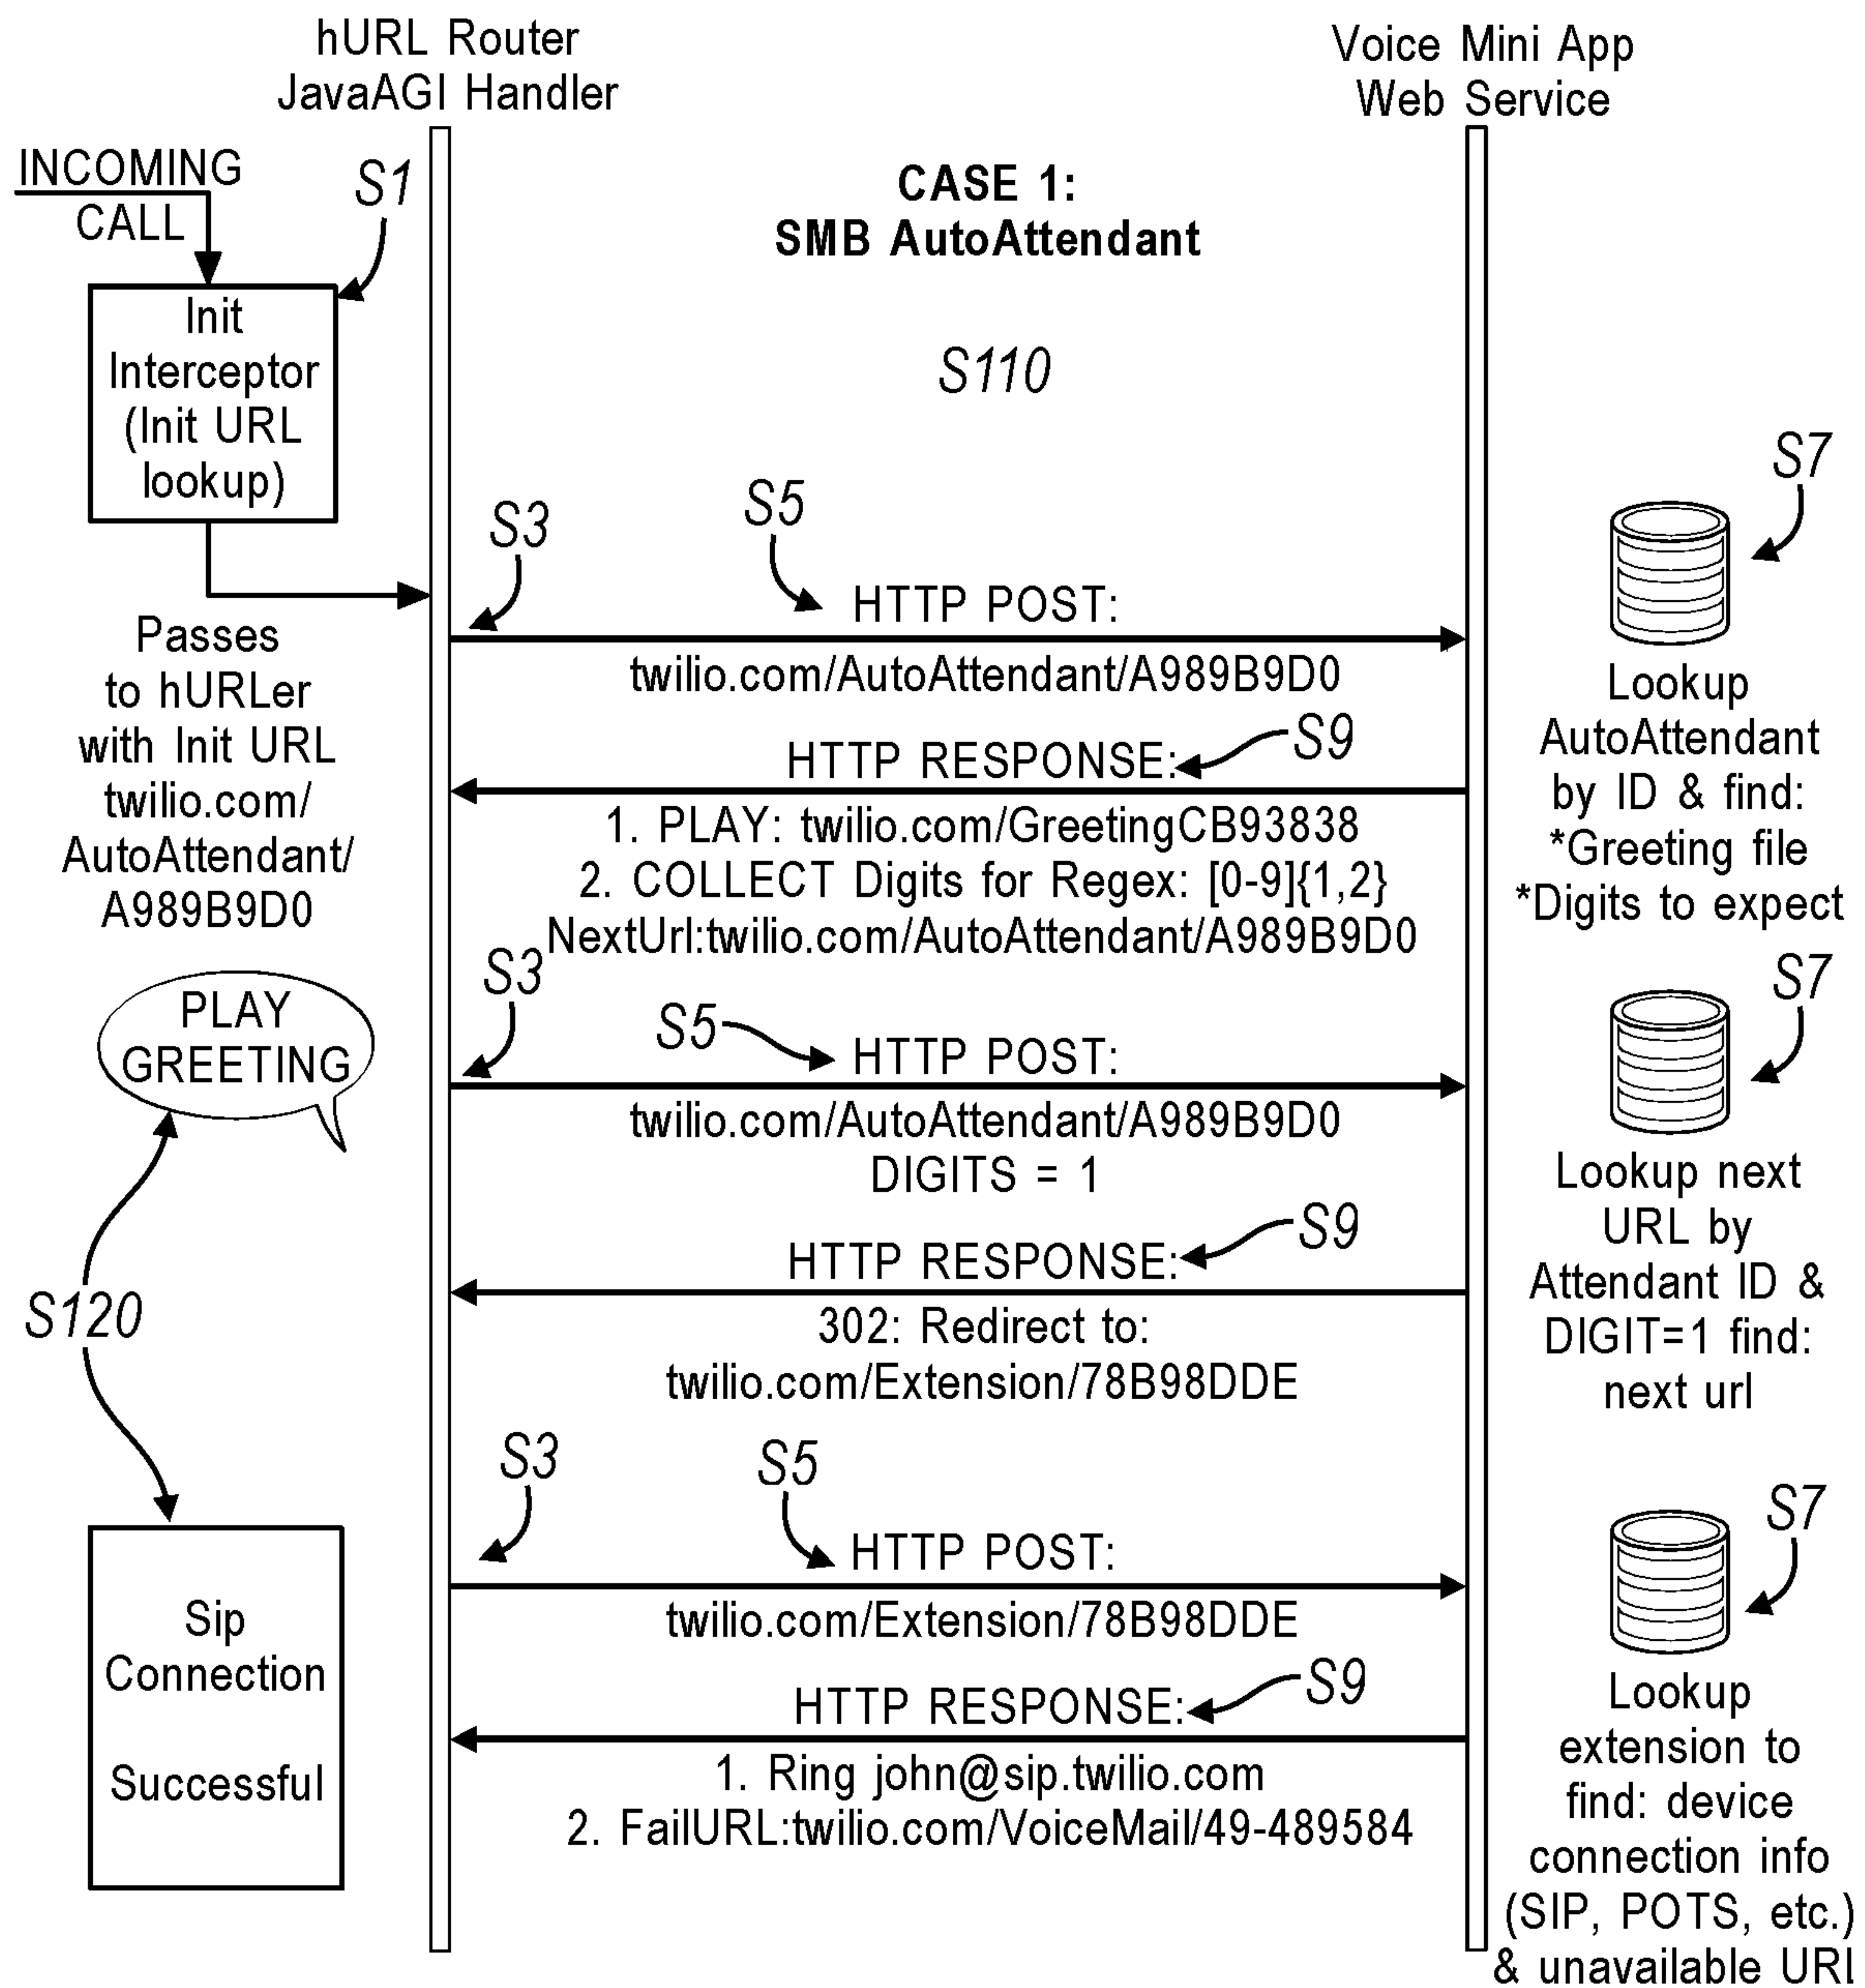 hURL Router
JavaAGI Handler
Voice Mini App
Web Service
INCOMING
CALL
S1
CASE 1:
SMB AutoAttendant
S110
Init
Interceptor
(Init URL
lookup)
S3
S5
S7
HTTP POST:
twilio.com/AutoAttendant/A989B9D0
Passes
to hURLer
with Init URL
twilio.com/
AutoAttendant/
A989B9D0
Lookup
AutoAttendant
by ID & find:
*Greeting file
*Digits to expect
HTTP RESPONSE:
S9
1. PLAY: twilio.com/GreetingCB93838
2. COLLECT Digits for Regex: [0-9]{1,2}
NextUrl:twilio.com/AutoAttendant/A989B9D0
S3
S5
S7
PLAY
GREETING
HTTP POST:
twilio.com/AutoAttendant/A989B9D0
DIGITS = 1
Lookup next
URL by
Attendant ID &
DIGIT=1 find:
next url
HTTP RESPONSE:
S9
S120
302: Redirect to:
twilio.com/Extension/78B98DDE
S3
S5
S7
HTTP POST:
twilio.com/Extension/78B98DDE
Sip
Connection
Successful
HTTP RESPONSE:
S9
1. Ring john@sip.twilio.com
2. FailURL:twilio.com/VoiceMail/49-489584
Lookup
extension to
find: device
connection info
(SIP, POTS, etc.)
& unavailable URI